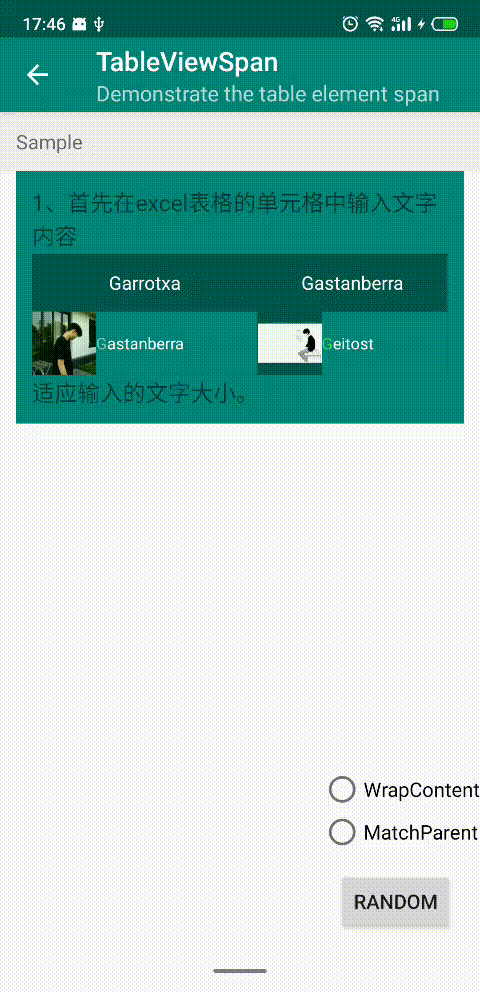 17:46
4G
TableViewSpan
Demonstrate the table element span
Sample
1、首先在excel表格的单元格中输入文字
内容
Garrotxa Gastanberra
Gastanberra Geitost
适应输入的文字大小。
WrapContent
MatchParent
RANDOM